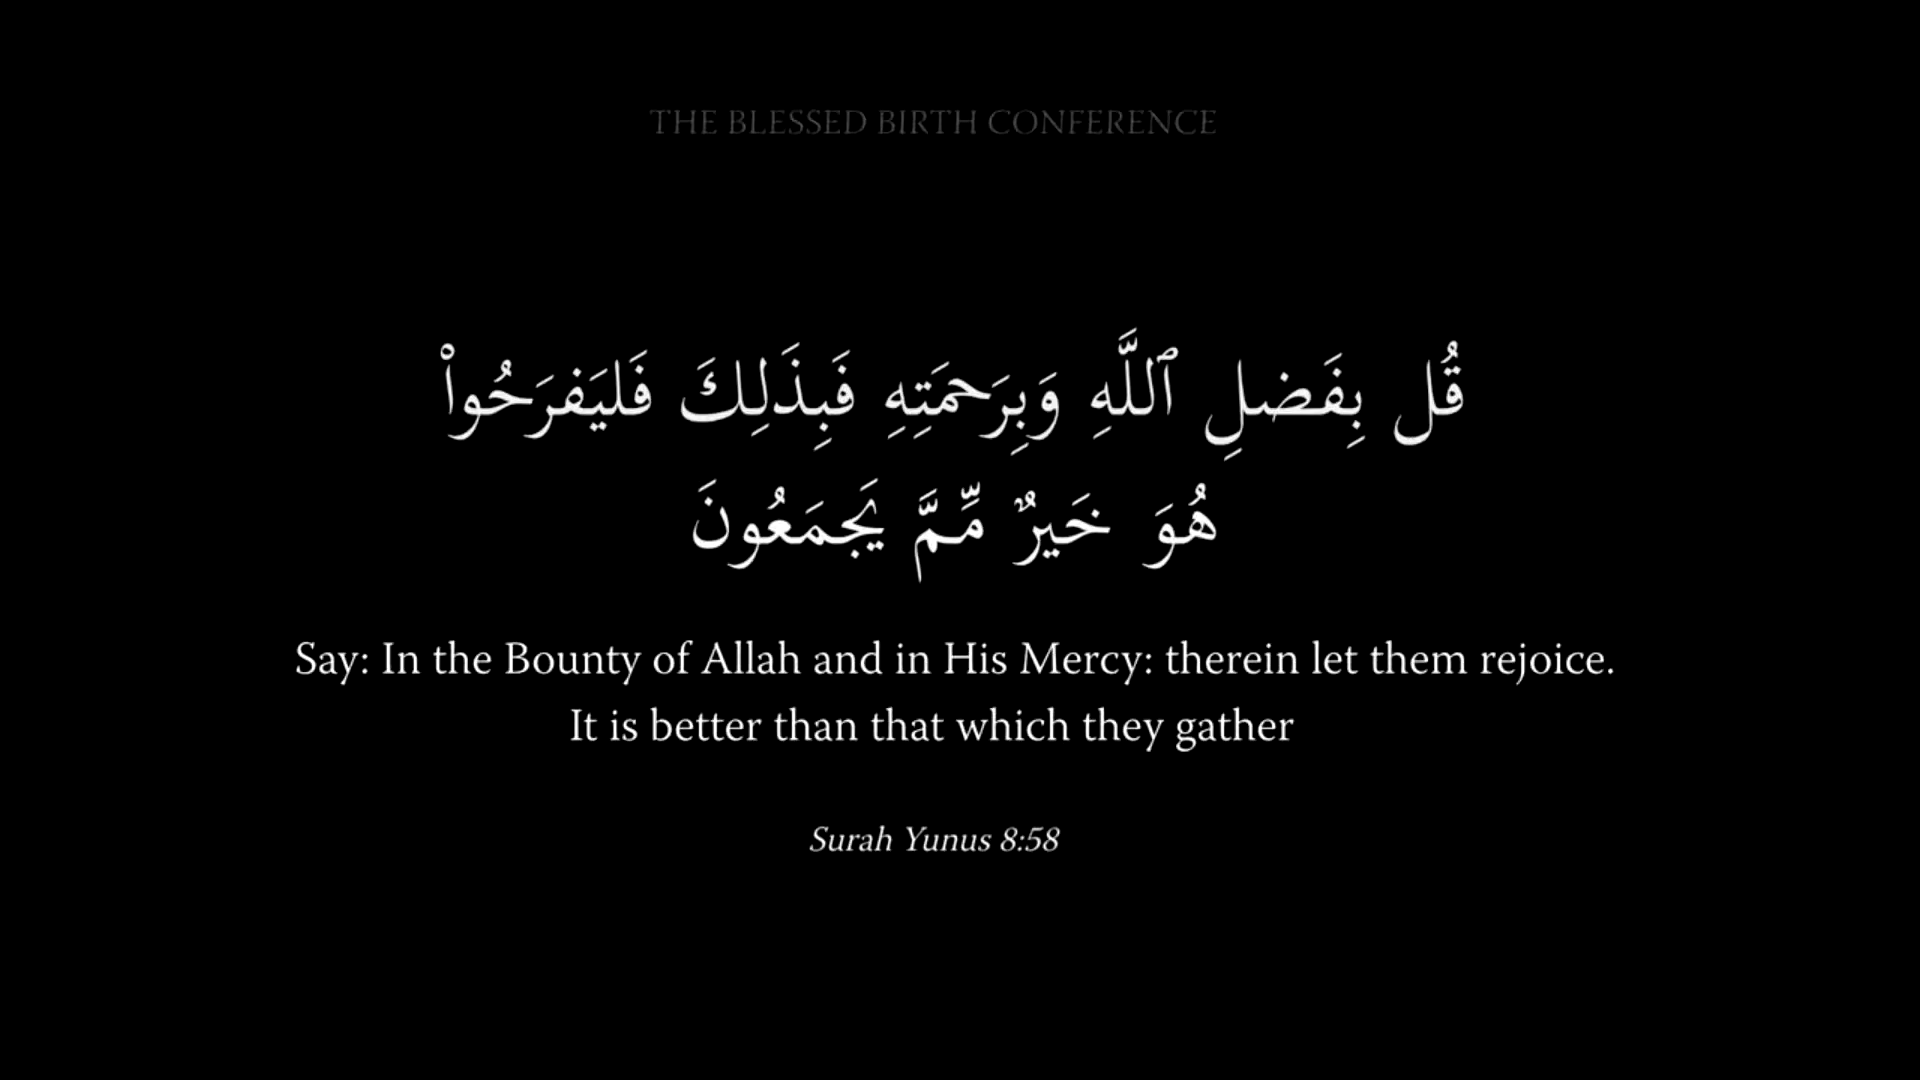 THE BLESSED BIRTH CONFERENCE
قُل بِفَضلِ ٱللَّهِ وَبِرَحمَتِهِ فَبِذَلِكَ فَليَفرَحُواْ
هُوَ خَيرٌ مِّمَّ يَجمَعُونَ
Say: In the Bounty of Allah and in His Mercy: therein let them rejoice.
It is better than that which they gather
Surah Yunus 8:58